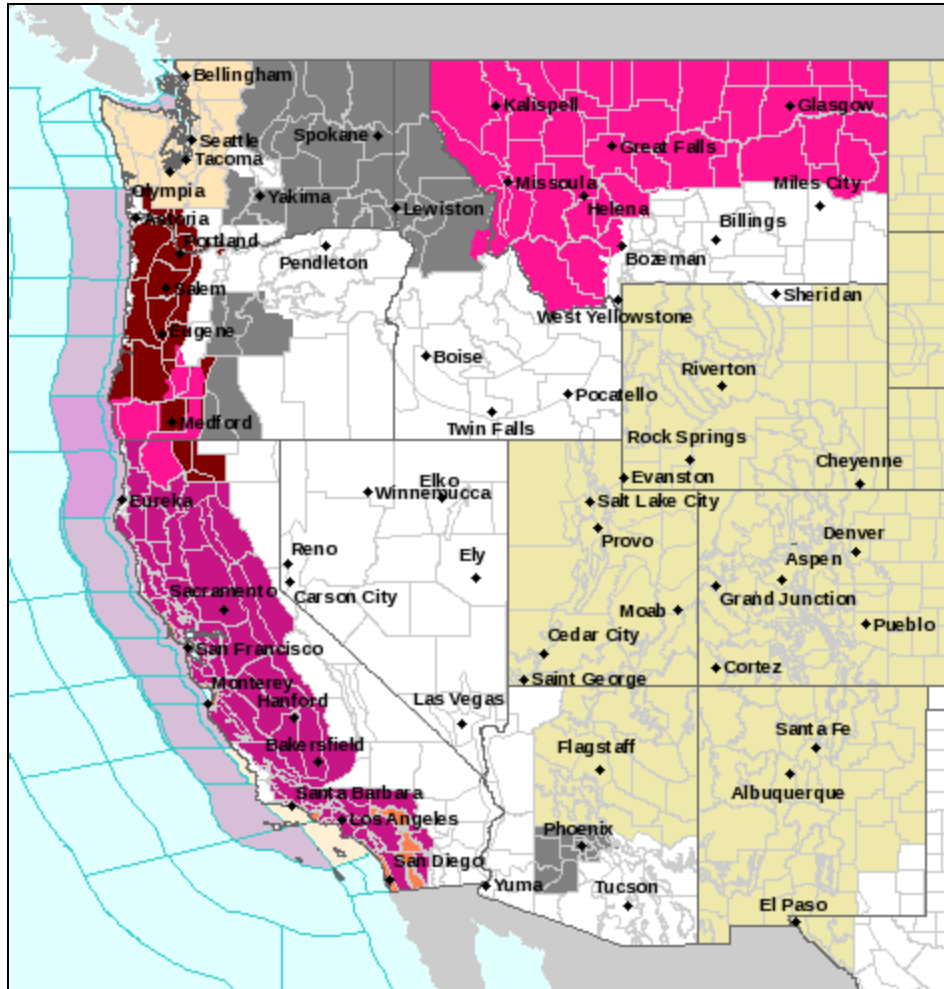 Bellingham
Kalispell
Glasgow
Seattle
Spokane
Great Falls
Tacoma
Olympia
Yakima
Missoula
Miles City
Lewiston
Helena
Astoria
Billings
Portland
Pendleton
Bozeman
Salem
Sheridan
West Yellowstone
Eugene
Boise
Riverton
Pocatello
Medford
Twin Falls
Rock Springs
Cheyenne
Elko
Evanston
Eureka
Winnemucca
Salt Lake City
Provo
Denver
Reno
Ely
Aspen
Sacramento
Carson City
Grand Junction
Moab
Pueblo
San Francisco
Cedar City
Cortez
Monterey
Saint George
Hanford
Las Vegas
Santa Fe
Bakersfield
Flagstaff
Albuquerque
Santa Barbara
Los Angeles
Phoenix
San Diego
Yuma
Tucson
El Paso